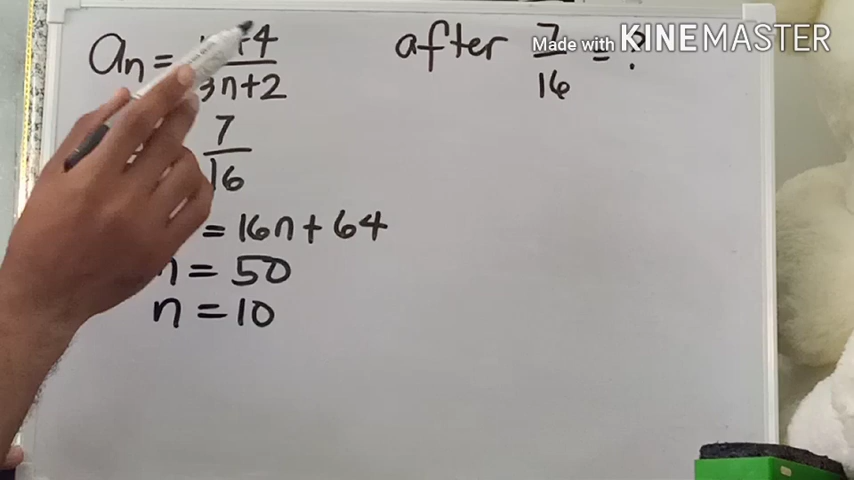 an = +4
3n+2
after 7
16 = ?
Made with KINEMASTER
7
16
= 16n + 64
n = 50
n = 10